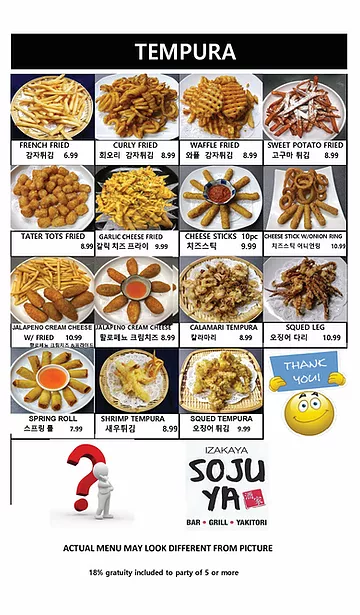 TEMPURA
FRENCH FRIED
감자튀김 6.99
CURLY FRIED
회오리 감자튀김 8.99
WAFFLE FRIED
와플 감자튀김 8.99
SWEET POTATO FRIED
고구마 튀김 8.99
TATER TOTS FRIED
8.99
GARLIC CHEESE FRIED
갈릭 치즈 프라이 9.99
CHEESE STICKS 10pc
치즈스틱 9.99
CHEESE STICK W/ONION RING
치즈스틱 어니언링 10.99
JALAPENO CREAM CHEESE
W/ FRIED 10.99
할로페뇨 크림치즈 &프라이드
JALAPENO CREAM CHEESE
할로페뇨 크림치즈 8.99
CALAMARI TEMPURA
칼라마리 8.99
SQUED LEG
오징어 다리 10.99
THANK
YOU!
SPRING ROLL
스프링 롤 7.99
SHRIMP TEMPURA
새우튀김 8.99
SQUED TEMPURA
오징어 튀김 9.99
?
IZAKAYA
SOJU
YA
酒家
BAR • GRILL • YAKITORI
ACTUAL MENU MAY LOOK DIFFERENT FROM PICTURE
18% gratuity included to party of 5 or more